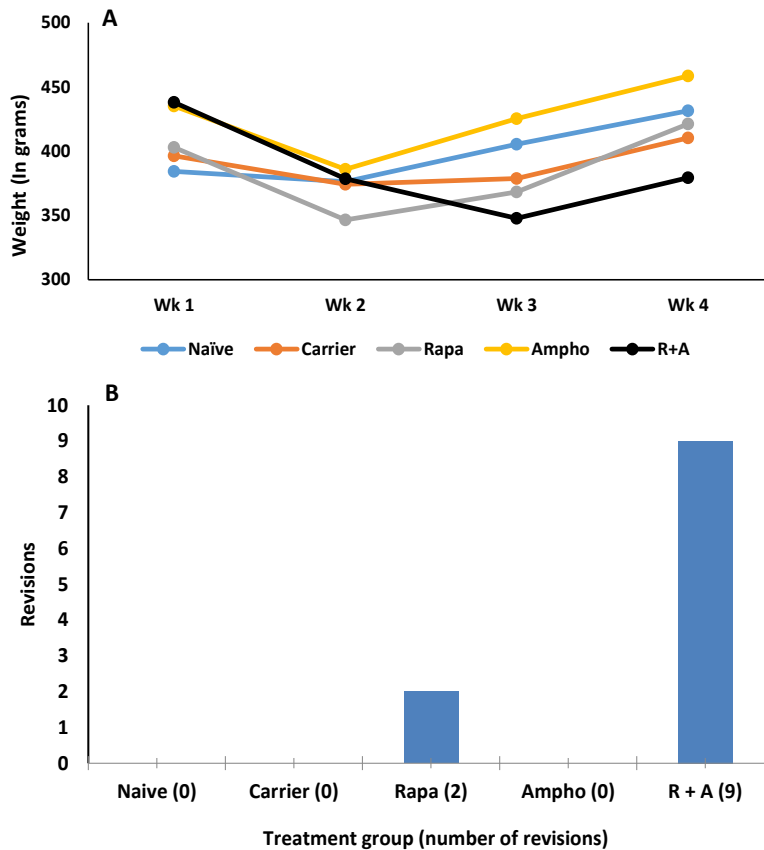 A
500
450
400
350
300
Weight (In grams)
Wk 1 Wk 2 Wk 3 Wk 4
Naïve Carrier Rapa Ampho R+A
B
10
9
8
7
6
5
4
3
2
1
0
Revisions
Naive (0) Carrier (0) Rapa (2) Ampho (0) R + A (9)
Treatment group (number of revisions)